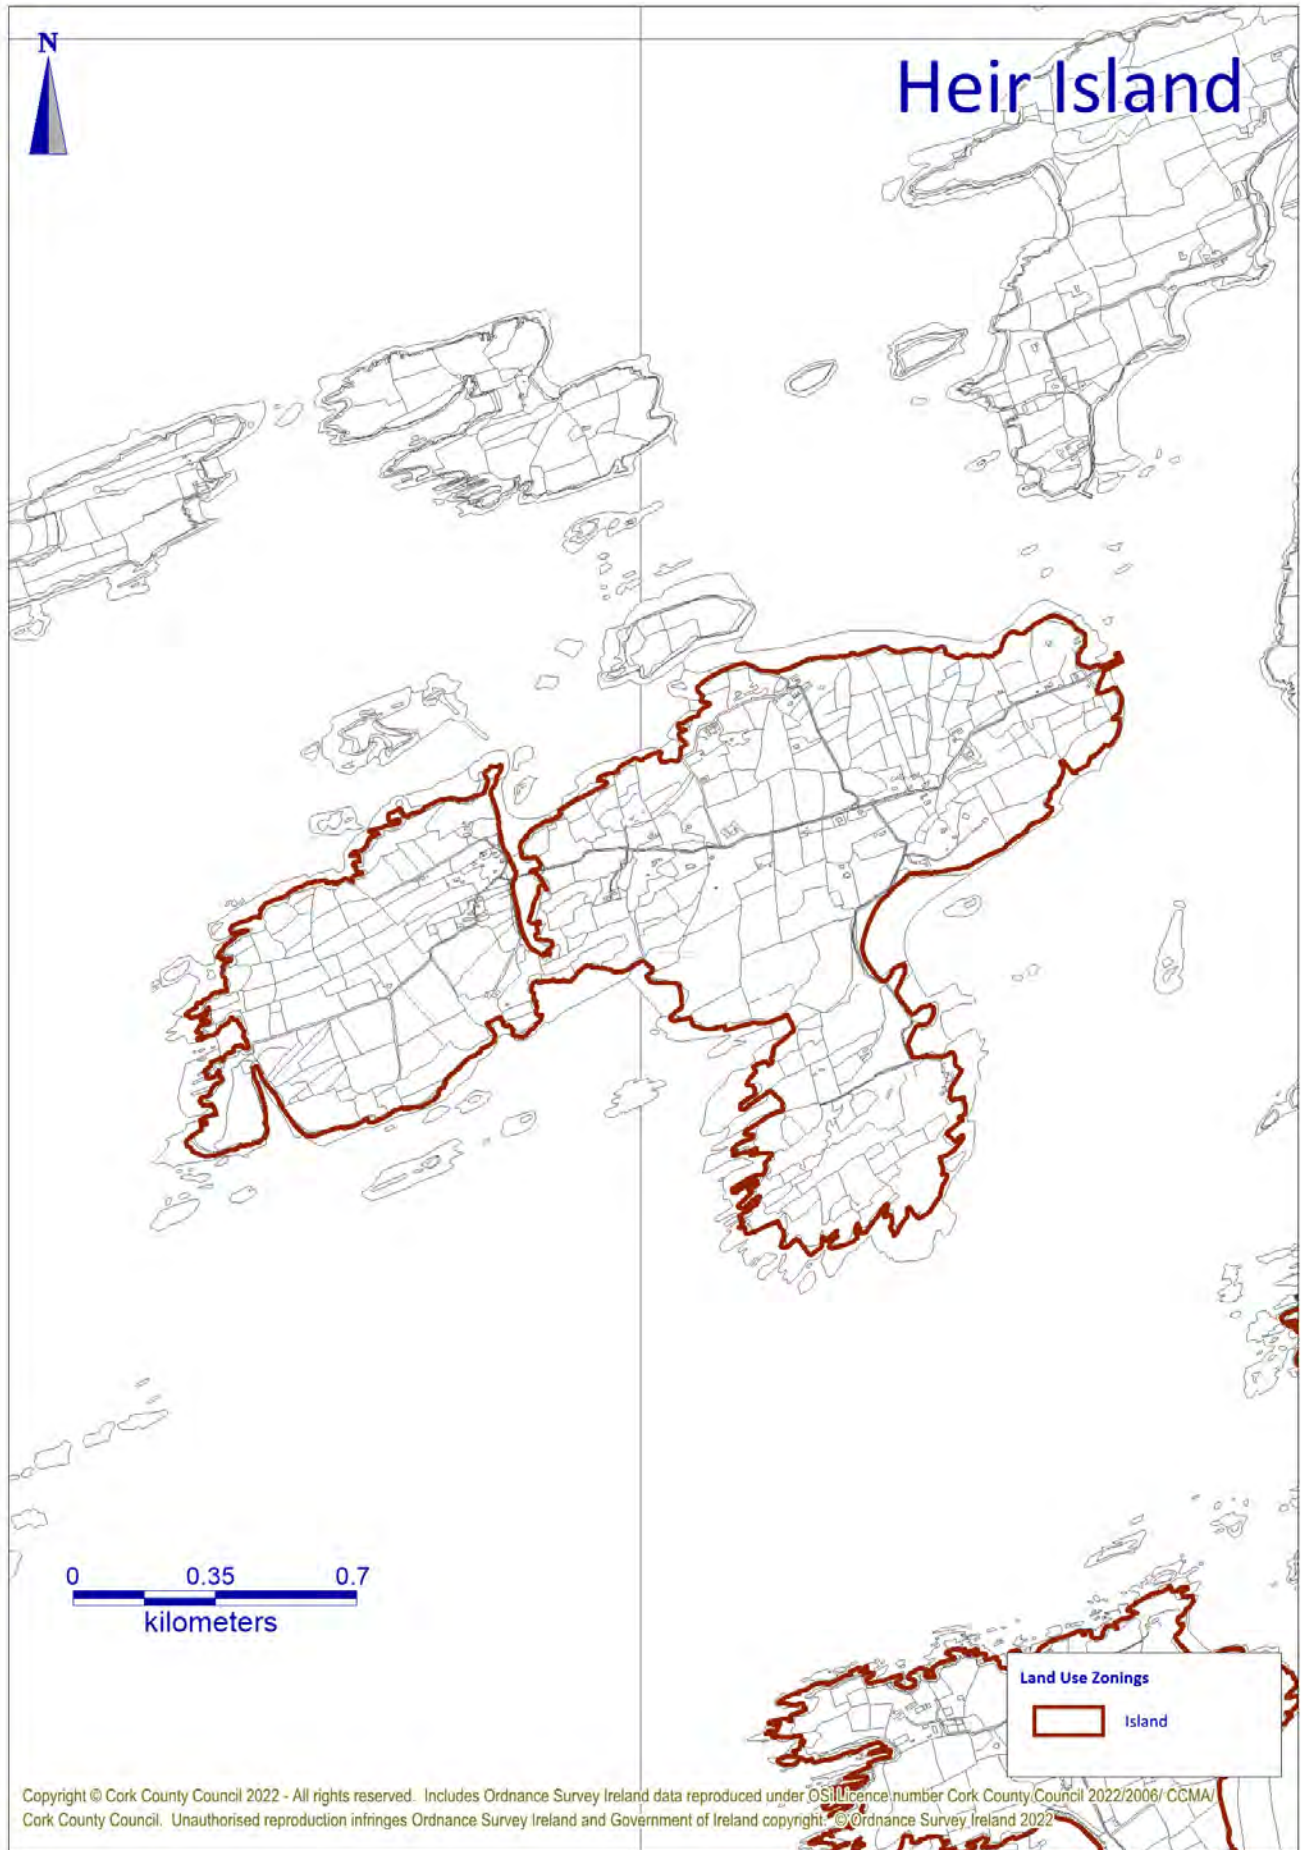 N
Heir Island
0 0.35 0.7
kilometers
Land Use Zonings
Island
Copyright © Cork County Council 2022 - All rights reserved. Includes Ordnance Survey Ireland data reproduced under OSi Licence number Cork County Council 2022/2006/ CCMA/
Cork County Council. Unauthorised reproduction infringes Ordnance Survey Ireland and Government of Ireland copyright. © Ordnance Survey Ireland 2022